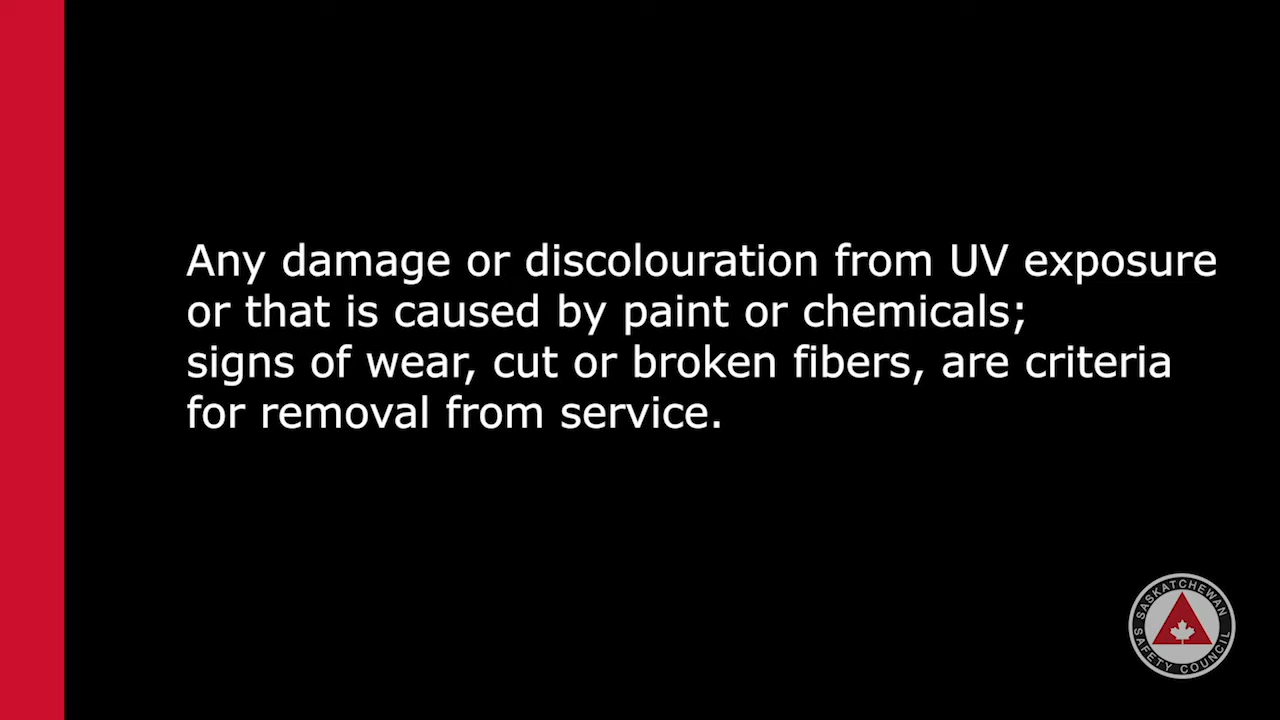 Any damage or discolouration from UV exposure
or that is caused by paint or chemicals;
signs of wear, cut or broken fibers, are criteria
for removal from service.
SASKATCHEWAN
SAFETY COUNCIL